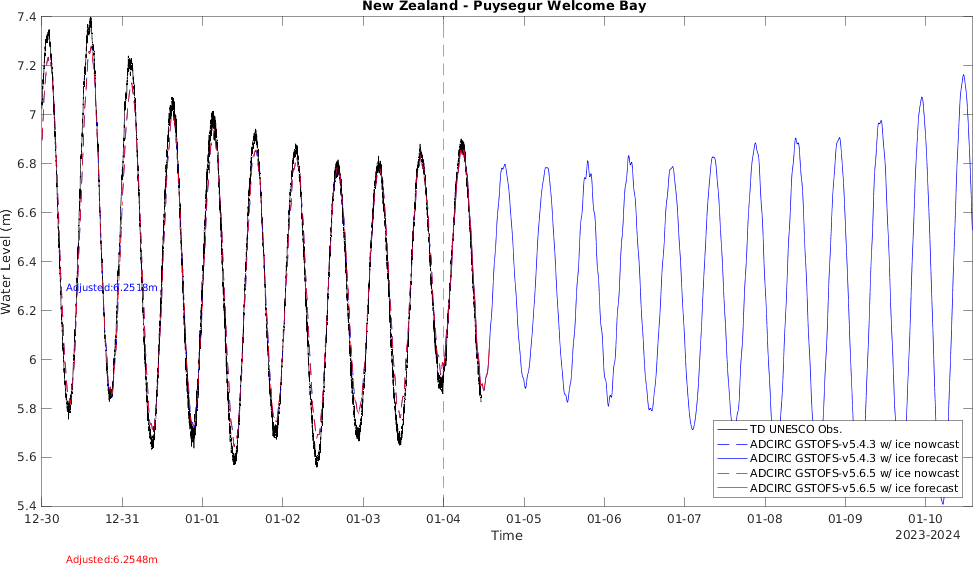 New Zealand - Puysegur Welcome Bay
7.4
7.2
7
6.8
6.6
6.4
6.2
6
5.8
5.6
5.4
Water Level (m)
Adjusted:6.2518m
TD UNESCO Obs.
ADCIRC GSTOFS-v5.4.3 w/ ice nowcast
ADCIRC GSTOFS-v5.4.3 w/ ice forecast
ADCIRC GSTOFS-v5.6.5 w/ ice nowcast
ADCIRC GSTOFS-v5.6.5 w/ ice forecast
12-30 12-31 01-01 01-02 01-03 01-04 01-05 01-06 01-07 01-08 01-09 01-10
Time
2023-2024
Adjusted:6.2548m